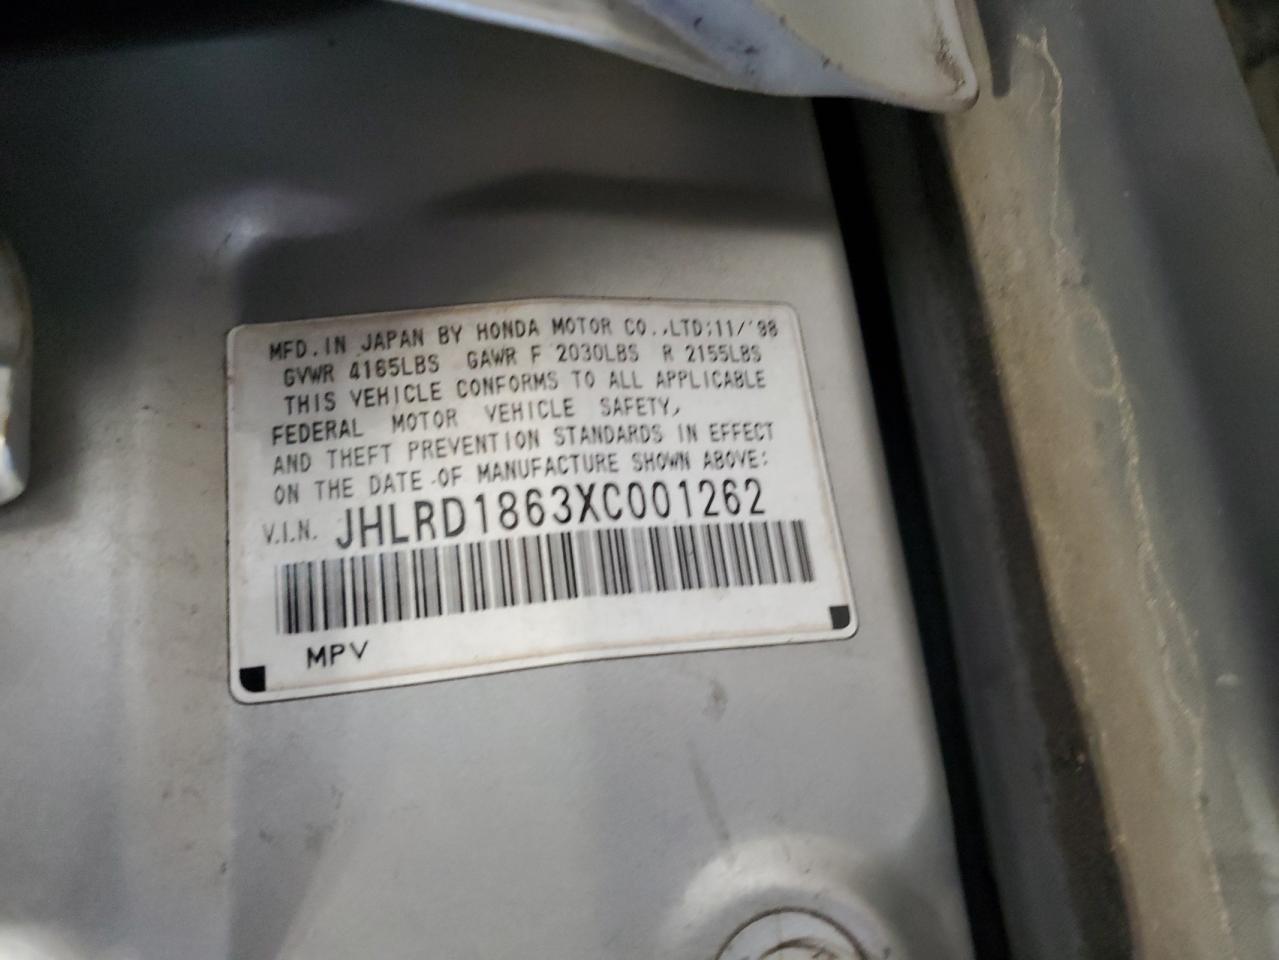 MFD. IN JAPAN BY HONDA MOTOR CO.,LTD;11/'98
GVWR 4165LBS GAWR F 2030LBS R 2155LBS
THIS VEHICLE CONFORMS TO ALL APPLICABLE
FEDERAL MOTOR VEHICLE SAFETY,
AND THEFT PREVENTION STANDARDS IN EFFECT
ON THE DATE OF MANUFACTURE SHOWN ABOVE:
V.I.N. JHLRD1863XC001262
MPV